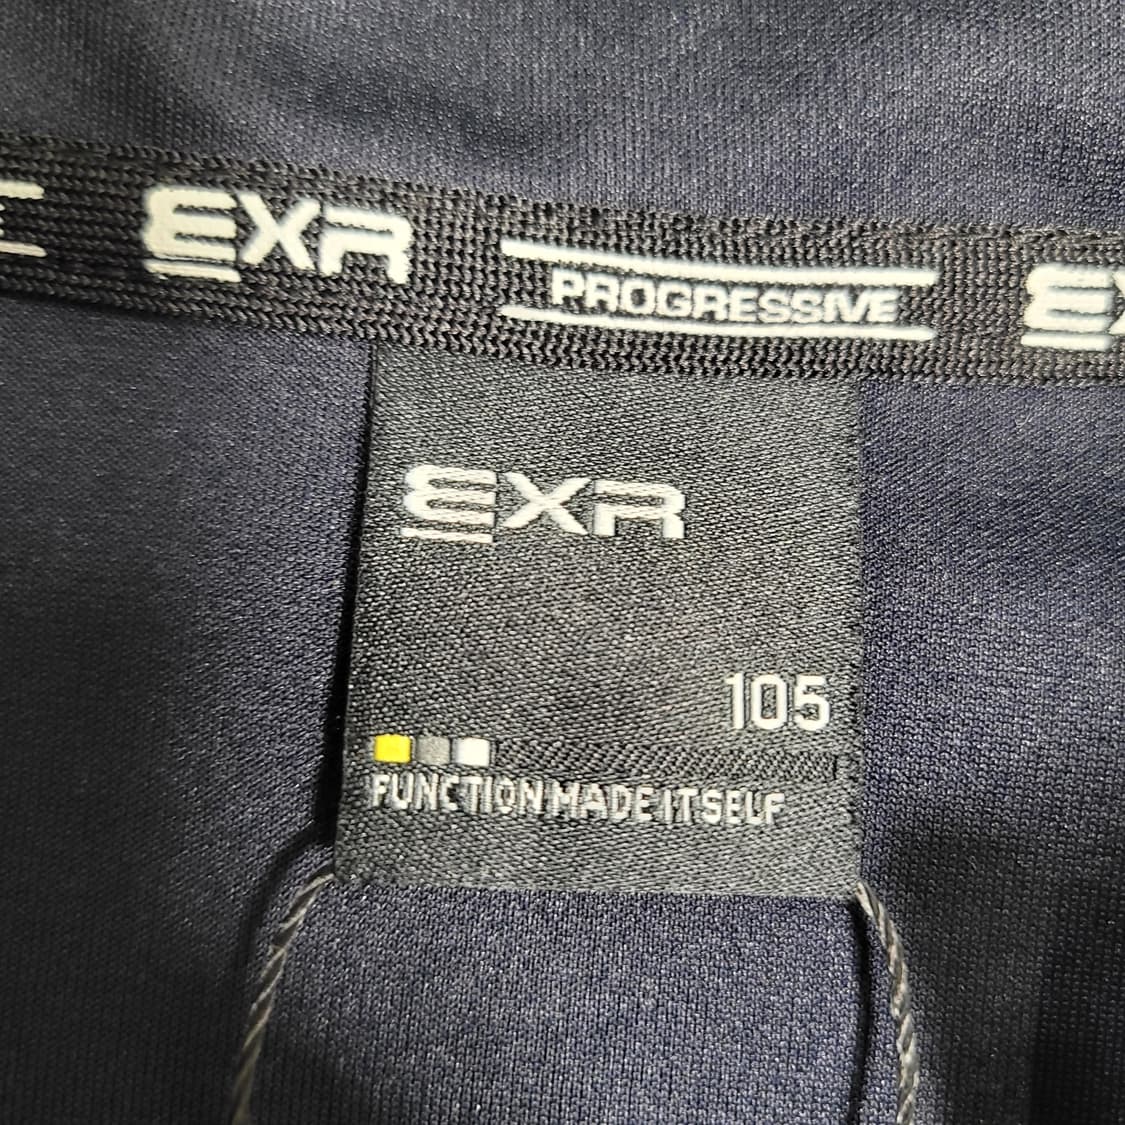 EXR PROGRESSIVE
EXR
105
FUNCTION MADE ITSELF